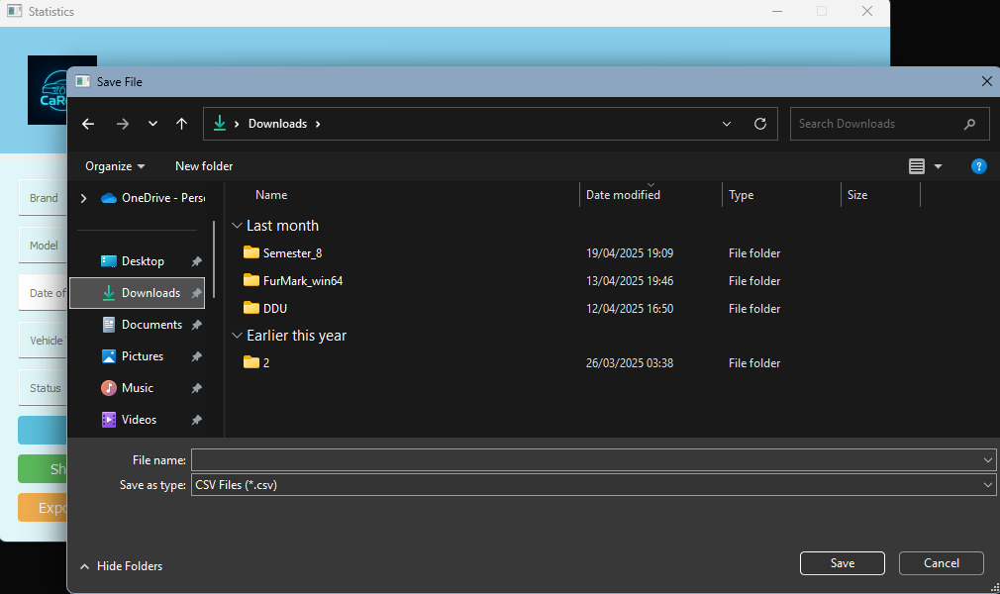 Statistics
Save File
Downloads
Search Downloads
Organize
New folder
Name
Date modified
Type
Size
OneDrive - Perso
Desktop
Downloads
Documents
Pictures
Music
Videos
Last month
Semester_8 19/04/2025 19:09 File folder
FurMark_win64 13/04/2025 19:46 File folder
DDU 12/04/2025 16:50 File folder
Earlier this year
2 26/03/2025 03:38 File folder
Brand
Model
Date of
Vehicle
Status
Sh
Expo
File name:
Save as type: CSV Files (*.csv)
Hide Folders
Save
Cancel